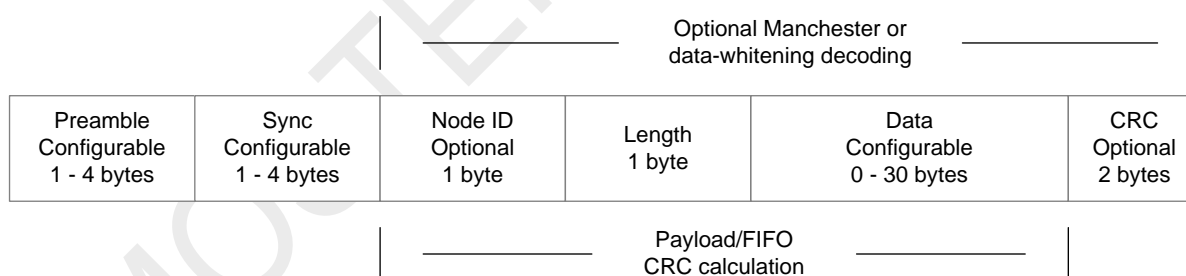 Optional Manchester or
data-whitening decoding
Preamble
Configurable
1 - 4 bytes
Sync
Configurable
1 - 4 bytes
Node ID
Optional
1 byte
Length
1 byte
Data
Configurable
0 - 30 bytes
CRC
Optional
2 bytes
Payload/FIFO
CRC calculation